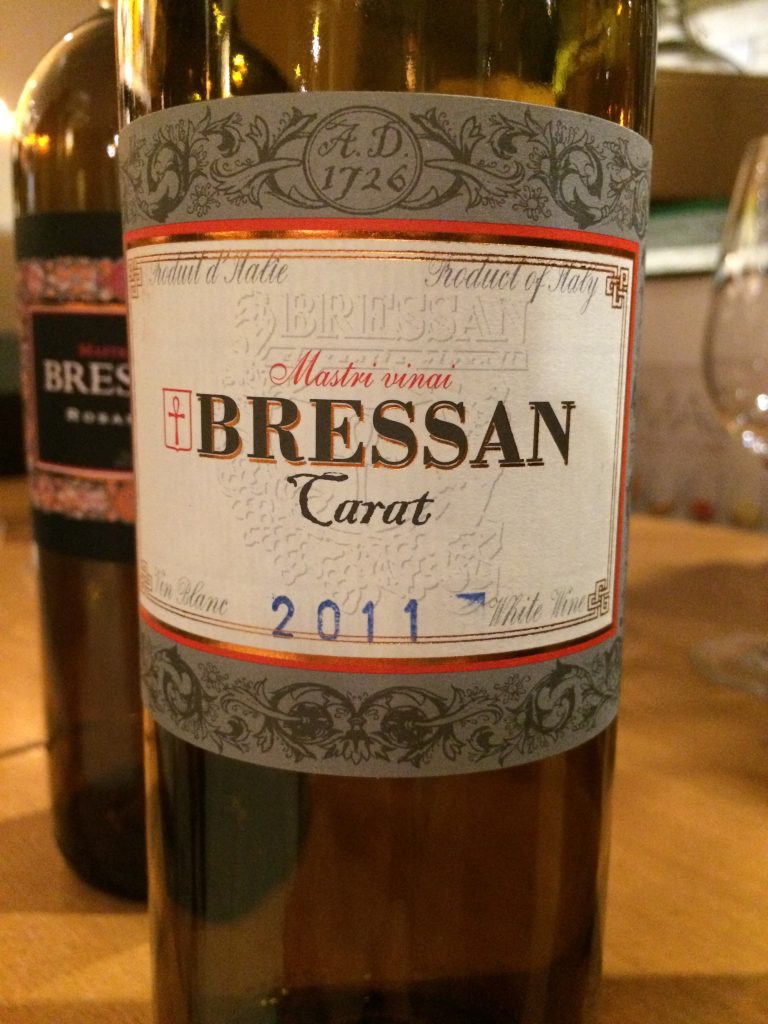 A.D.
1726
Produit d'Italie
Product of Italy
BRESSAN
Mastri vinai
BRESSAN
Carat
Vin Blanc
2011
White Wine
BRES